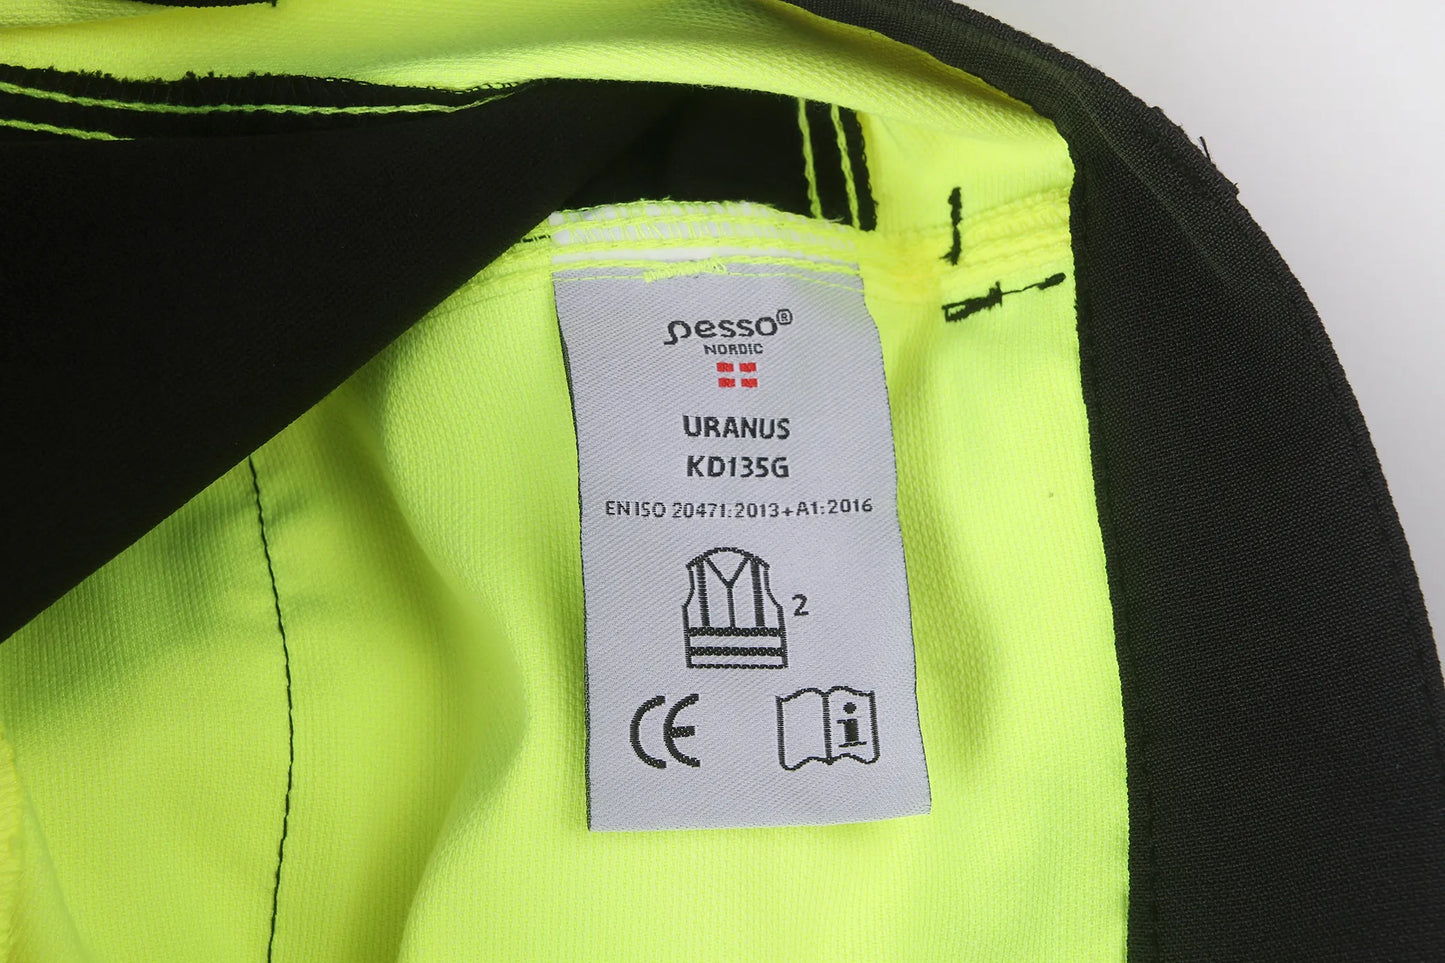 pesso®
NORDIC
URANUS
KD135G
EN ISO 20471:2013+A1:2016
2
CE
i